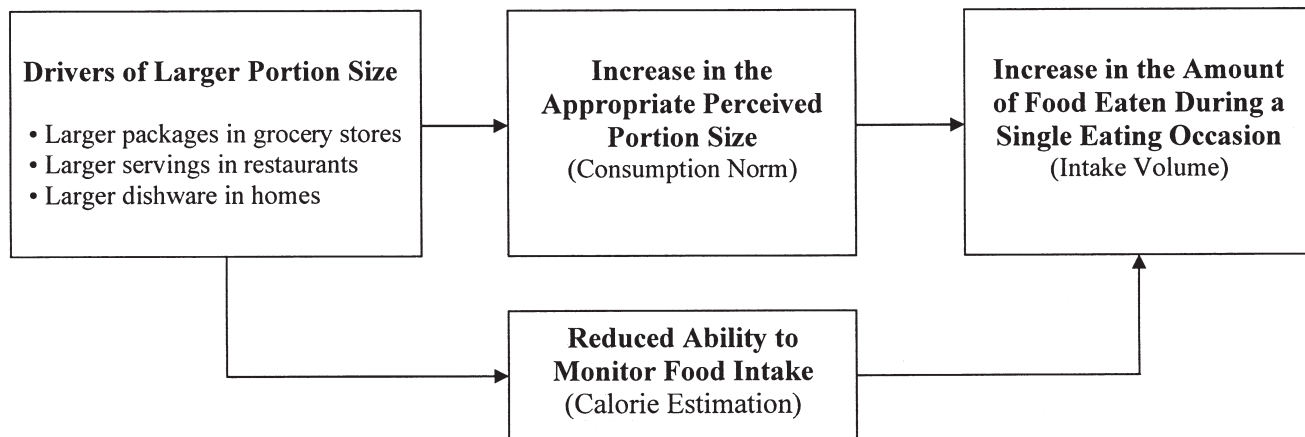 Drivers of Larger Portion Size
• Larger packages in grocery stores
• Larger servings in restaurants
• Larger dishware in homes
Increase in the
Appropriate Perceived
Portion Size
(Consumption Norm)
Increase in the Amount
of Food Eaten During a
Single Eating Occasion
(Intake Volume)
Reduced Ability to
Monitor Food Intake
(Calorie Estimation)